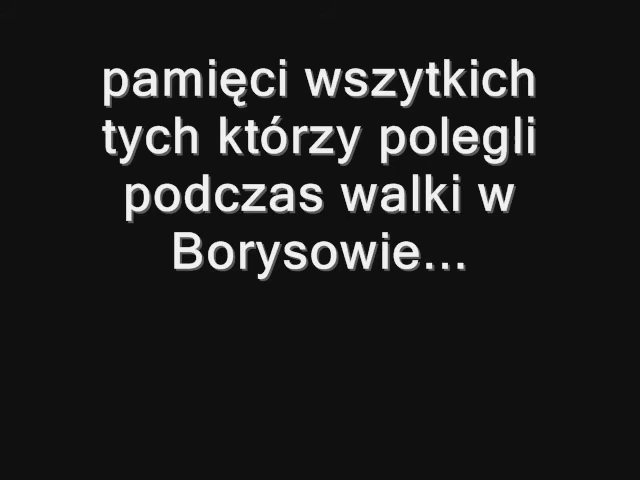 pamięci wszytkich
tych którzy polegli
podczas walki w
Borysowie...